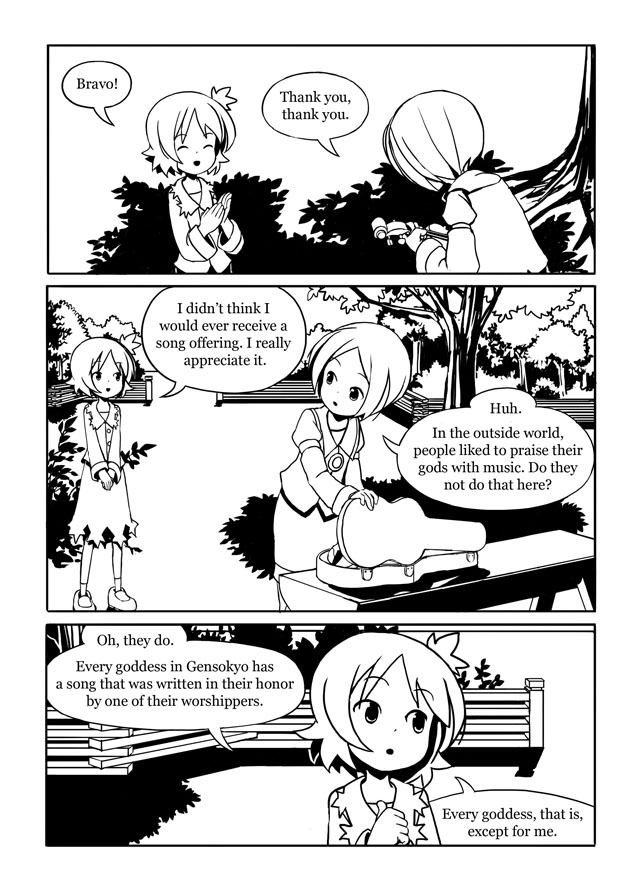 Bravo!
Thank you,
thank you.
I didn't think I
would ever receive a
song offering. I really
appreciate it.
Huh.
In the outside world,
people liked to praise their
gods with music. Do they
not do that here?
Oh, they do.
Every goddess in Gensokyo has
a song that was written in their honor
by one of their worshippers.
Every goddess, that is,
except for me.